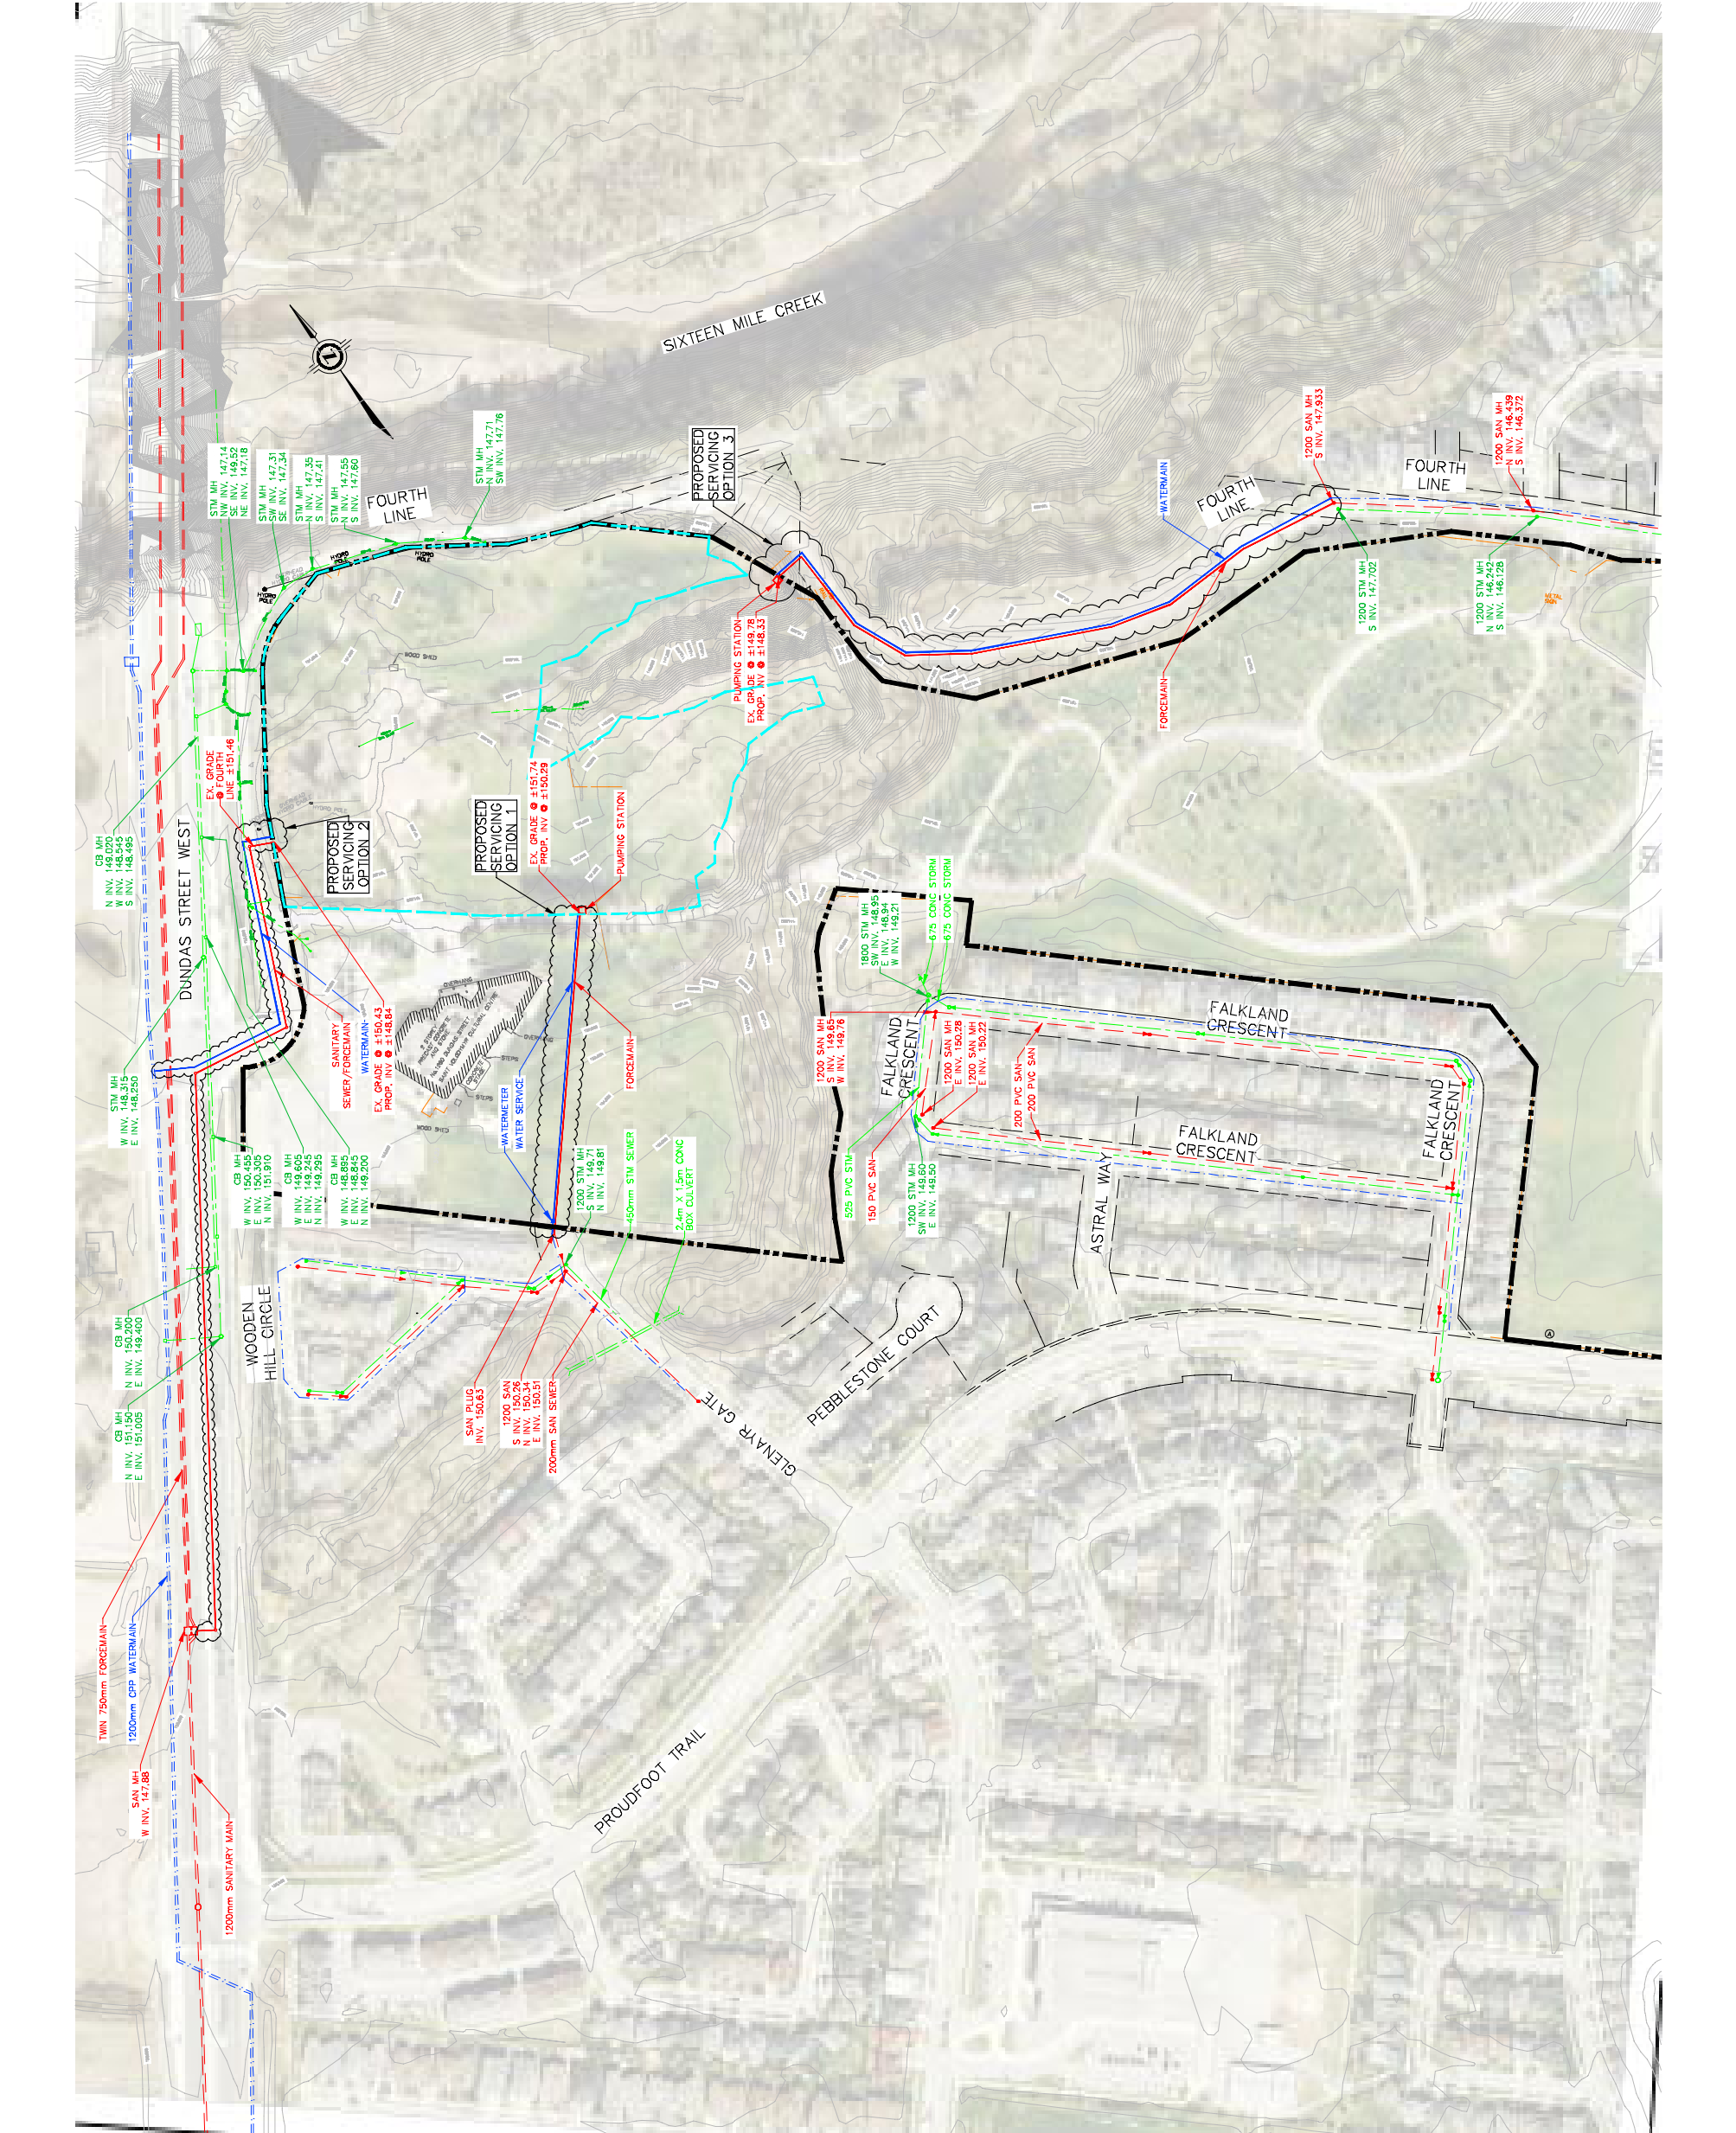 SIXTEEN MILE CREEK
STM MH
NW INV. 147.14
SE INV. 149.52
NE INV. 147.18
STM MH
SW INV. 147.31
SE INV. 147.34
STM MH
N INV. 147.35
S INV. 147.41
STM MH
N INV. 147.55
S INV. 147.60
FOURTH
LINE
STM MH
N INV. 147.71
SW INV. 147.76
HYDRO
POLE
HYDRO
POLE
HYDRO
POLE
PROPOSED
SERVICING
OPTION 3
PUMPING STATION
EX. GRADE @ ±149.78
PROP. INV @ ±148.33
WATERMAIN
FOURTH
LINE
FORCEMAIN
1200 SAN MH
S INV. 147.933
FOURTH
LINE
1200 SAN MH
N INV. 146.439
S INV. 146.372
1200 STM MH
S INV. 147.702
1200 STM MH
N INV. 146.242
S INV. 146.128
METAL
SIGN
WOOD SHED
EX. GRADE
@ FOURTH
LINE ±151.46
CB MH
N INV. 149.020
W INV. 148.545
S INV. 148.495
DUNDAS STREET WEST
PROPOSED
SERVICING
OPTION 2
PROPOSED
SERVICING
OPTION 1
EX. GRADE @ ±151.74
PROP. INV @ ±150.29
PUMPING STATION
STM MH
W INV. 148.315
E INV. 148.250
SANITARY
SEWER/FORCEMAIN
WATERMAIN
EX. GRADE @ ±150.43
PROP. INV @ ±148.84
CB MH
W INV. 150.455
E INV. 150.305
N INV. 151.910
CB MH
W INV. 149.605
E INV. 149.245
N INV. 149.295
CB MH
W INV. 148.895
E INV. 148.845
N INV. 149.200
OVERHANG
OVERHANG
STEPS
STEPS
FORCEMAIN
WATERMETER
WATER SERVICE
1200 STM MH
S INV. 149.71
N INV. 149.81
450mm STM SEWER
2.4m X 1.5m CONC
BOX CULVERT
1800 STM MH
SW INV. 148.95
E INV. 148.94
W INV. 149.21
675 CONC STORM
675 CONC STORM
1200 SAN MH
S INV. 149.65
W INV. 149.76
FALKLAND
CRESCENT
1200 SAN MH
E INV. 150.28
1200 SAN MH
E INV. 150.22
200 PVC SAN
200 PVC SAN
FALKLAND
CRESCENT
FALKLAND
CRESCENT
FALKLAND
CRESCENT
525 PVC STM
150 PVC SAN
1200 STM MH
SW INV. 149.60
E INV. 149.50
ASTRAL WAY
CB MH
N INV. 150.200
E INV. 149.400
CB MH
N INV. 151.150
E INV. 151.005
WOODEN
HILL CIRCLE
SAN PLUG
INV. 150.63
1200 SAN
S INV. 150.26
N INV. 150.34
E INV. 150.51
200mm SAN SEWER
GLENAYR GATE
PEBBLESTONE COURT
PROUDFOOT TRAIL
TWIN 750mm FORCEMAIN
1200mm CPP WATERMAIN
SAN MH
W INV. 147.88
1200mm SANITARY MAIN